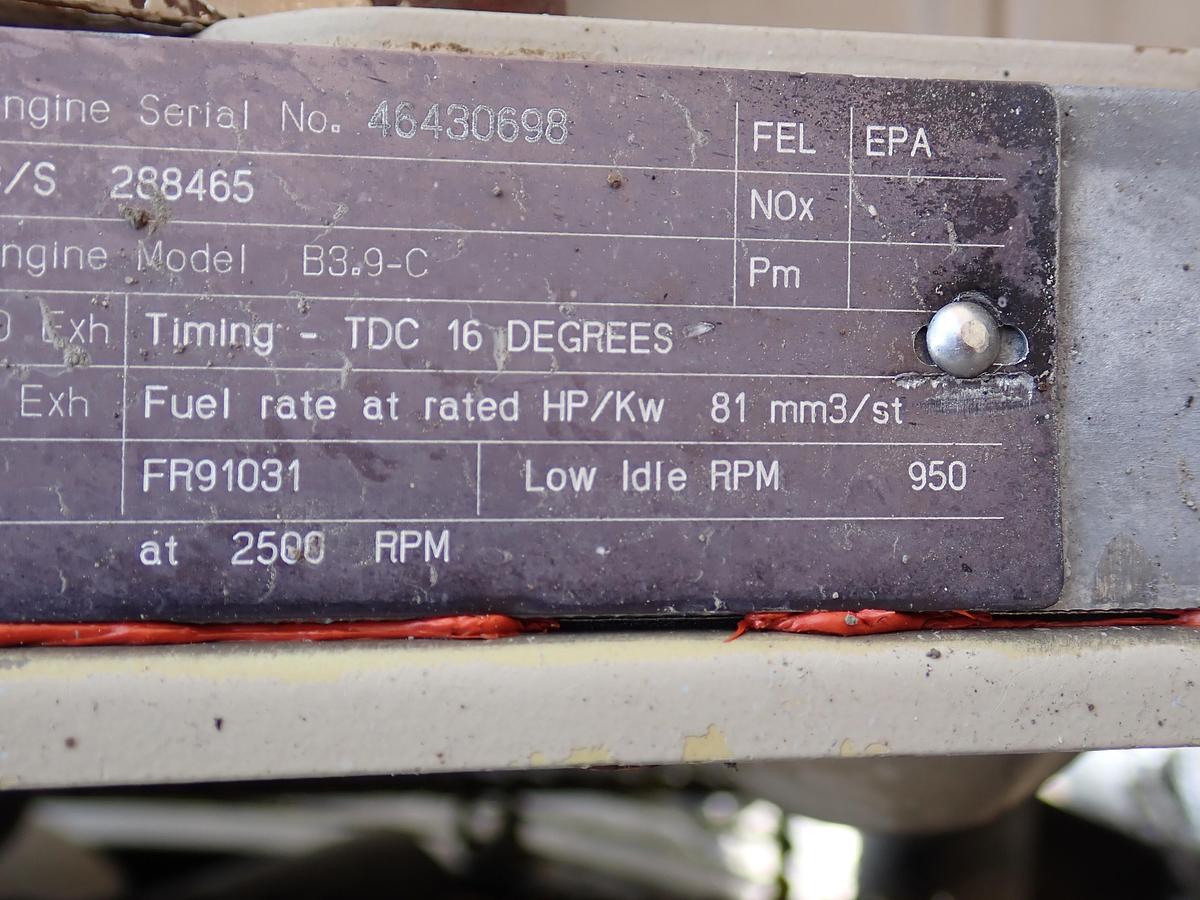 ngine Serial No. 46430698 FEL EPA
/S 288465 NOx
ngine Model B3.9-C Pm
Exh Timing - TDC 16 DEGREES
Exh Fuel rate at rated HP/Kw 81 mm3/st
FR91031 Low Idle RPM 950
at 2500 RPM